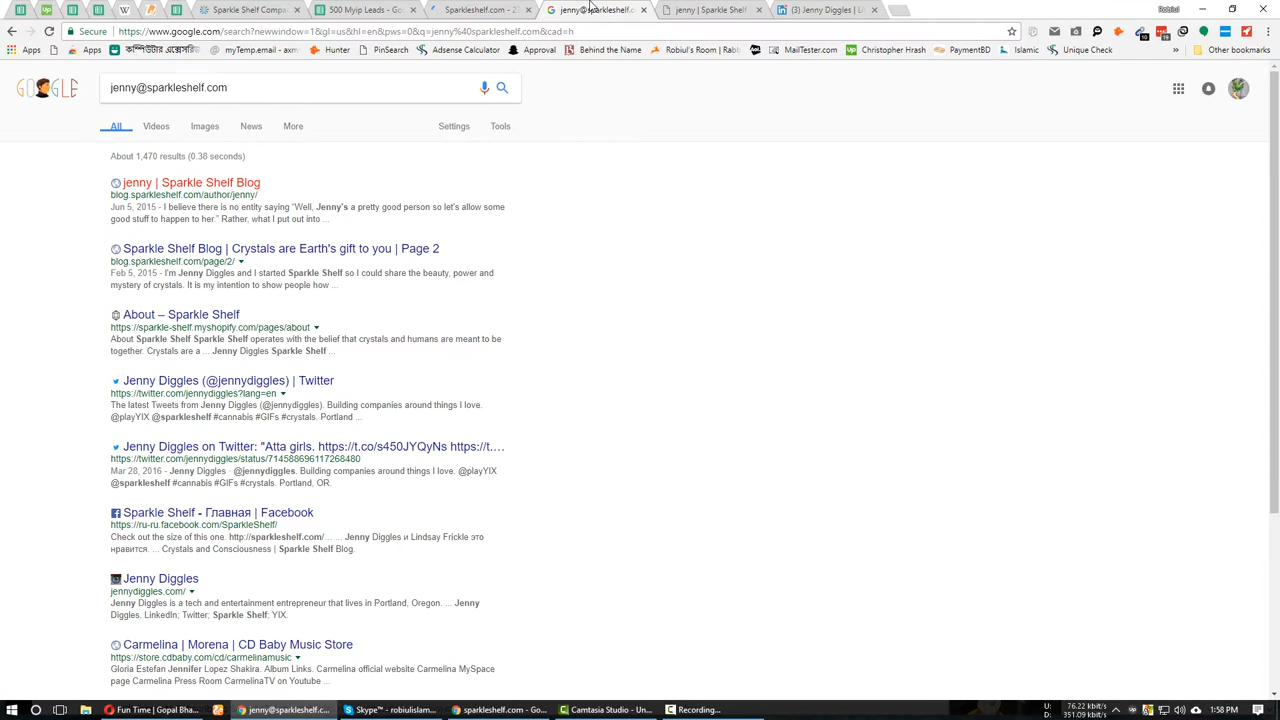 Sparkle Shelf Compa
500 Myip Leads - Go
Sparkleshelf.com - 2
jenny@sparkleshelf.c
jenny | Sparkle Shelf
(3) Jenny Diggles | Li
Robiul
Secure
https://www.google.com/search?newwindow=1&gl=us&hl=en&pws=0&q=jenny%40sparkleshelf.com&cad=h
myTemp.email - anxr
HubSpot
Speedtest
Adsense Calculator
Approval
Behind the Name
Robiul's Room | Rabi
MailTester.com
Christopher Hrash
PaymentBD
Islamic
Unique Check
Other bookmarks
jenny@sparkleshelf.com
All
Videos
Images
News
More
Settings
Tools
About 1,470 results (0.38 seconds)
jenny | Sparkle Shelf Blog
blog.sparkleshelf.com/author/jenny/
Jun 5, 2015 - I believe there is no entity saying "Well, Jenny's a pretty good person so let's allow some
good stuff to happen to her." Rather, what I put out into ...
Sparkle Shelf Blog | Crystals are Earth's gift to you | Page 2
blog.sparkleshelf.com/page/2/
Feb 5, 2015 - I'm Jenny Diggles and I started Sparkle Shelf so I could share the beauty, power and
mystery of crystals. It is my intention to show people how ...
About – Sparkle Shelf
https://sparkle-shelf.myshopify.com/pages/about
About Sparkle Shelf Sparkle Shelf operates with the belief that crystals and humans are meant to be
together. Crystals are a ... Jenny Diggles Sparkle Shelf ...
Jenny Diggles (@jennydiggles) | Twitter
https://twitter.com/jennydiggles?lang=en
The latest Tweets from Jenny Diggles (@jennydiggles). Building companies around things I love.
@playYIX @sparkleshelf #cannabis #GIFs #crystals. Portland ...
Jenny Diggles on Twitter: "Atta girls. https://t.co/s450JYQyNs https://t....
https://twitter.com/jennydiggles/status/714588696117268480
Mar 28, 2016 - Jenny Diggles · @jennydiggles. Building companies around things I love. @playYIX
@sparkleshelf #cannabis #GIFs #crystals. Portland, OR.
Sparkle Shelf - Главная | Facebook
https://ru-ru.facebook.com/SparkleShelf/
Check out the size of this one. http://sparkleshelf.com/... ... Jenny Diggles и Lindsay Frickle это
нравится. ... Crystals and Consciousness | Sparkle Shelf Blog.
Jenny Diggles
jennydiggles.com/
Jenny Diggles is a tech and entertainment entrepreneur that lives in Portland, Oregon. ... Jenny
Diggles. LinkedIn; Twitter; Sparkle Shelf; YIX.
Carmelina | Morena | CD Baby Music Store
https://store.cdbaby.com/cd/carmelinamusic
Gloria Estefan Jennifer Lopez Shakira. Album Links. Carmelina official website Carmelina MySpace
page Carmelina Press Room CarmelinaTV on Youtube ...
Fun Time | Gopal Bha
jenny@sparkleshelf.c...
Skype™ - robiulislam
sparkleshelf.com - Go...
Camtasia Studio - Un...
Recording...
U: 76.22 kbit/s
D: 351.09 kbit/s
1:58 PM